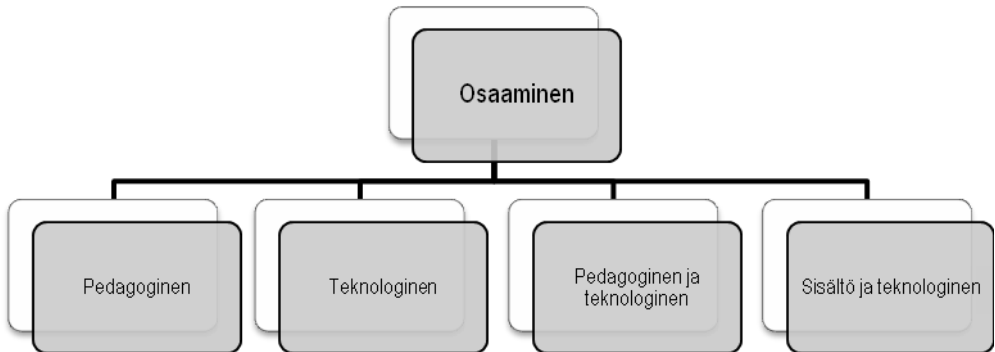 Osaaminen
Pedagoginen
Teknologinen
Pedagoginen ja
teknologinen
Sisältö ja teknologinen